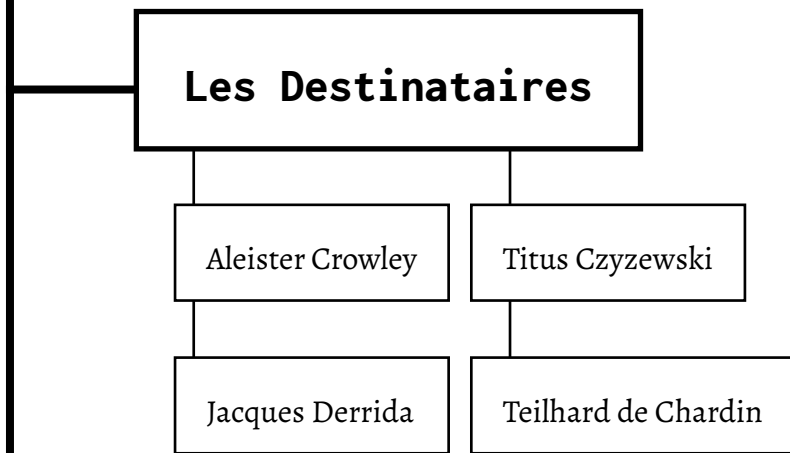 Les Destinataires
Aleister Crowley
Titus Czyzewski
Jacques Derrida
Teilhard de Chardin